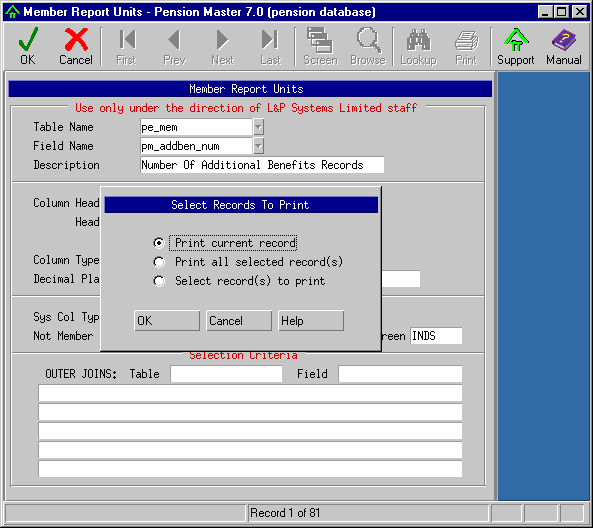 Member Report Units - Pension Master 7.0 (pension database)
OK Cancel First Prev Next Last Screen Browse Lookup Print Support Manual
Member Report Units
Use only under the direction of L&P Systems Limited staff
Table Name pe_mem
Field Name pm_addben_num
Description Number Of Additional Benefits Records
Column Head
Head
Column Type
Decimal Pla
Sys Col Typ
Not Member reen INDS
Select Records To Print
Print current record
Print all selected record(s)
Select record(s) to print
OK Cancel Help
Selection Criteria
OUTER JOINS: Table Field
Record 1 of 81